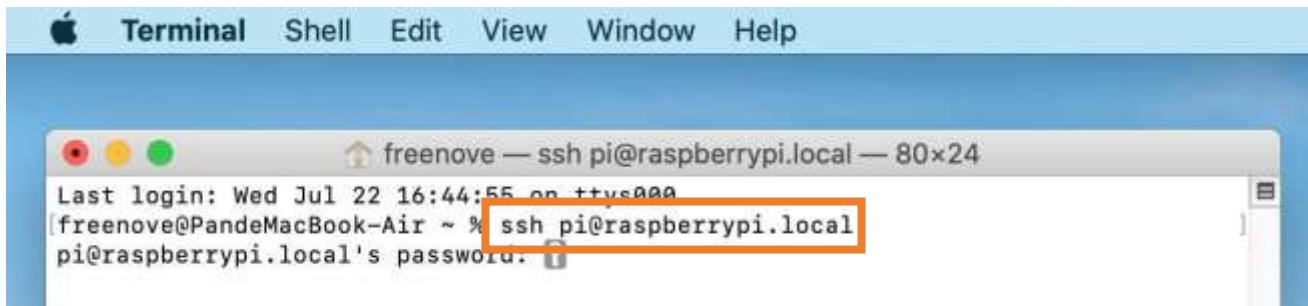 Terminal Shell Edit View Window Help
freenove — ssh pi@raspberrypi.local — 80×24
Last login: Wed Jul 22 16:44:55 on ttys000
[freenove@PandeMacBook-Air ~ % ssh pi@raspberrypi.local ]
pi@raspberrypi.local's password: